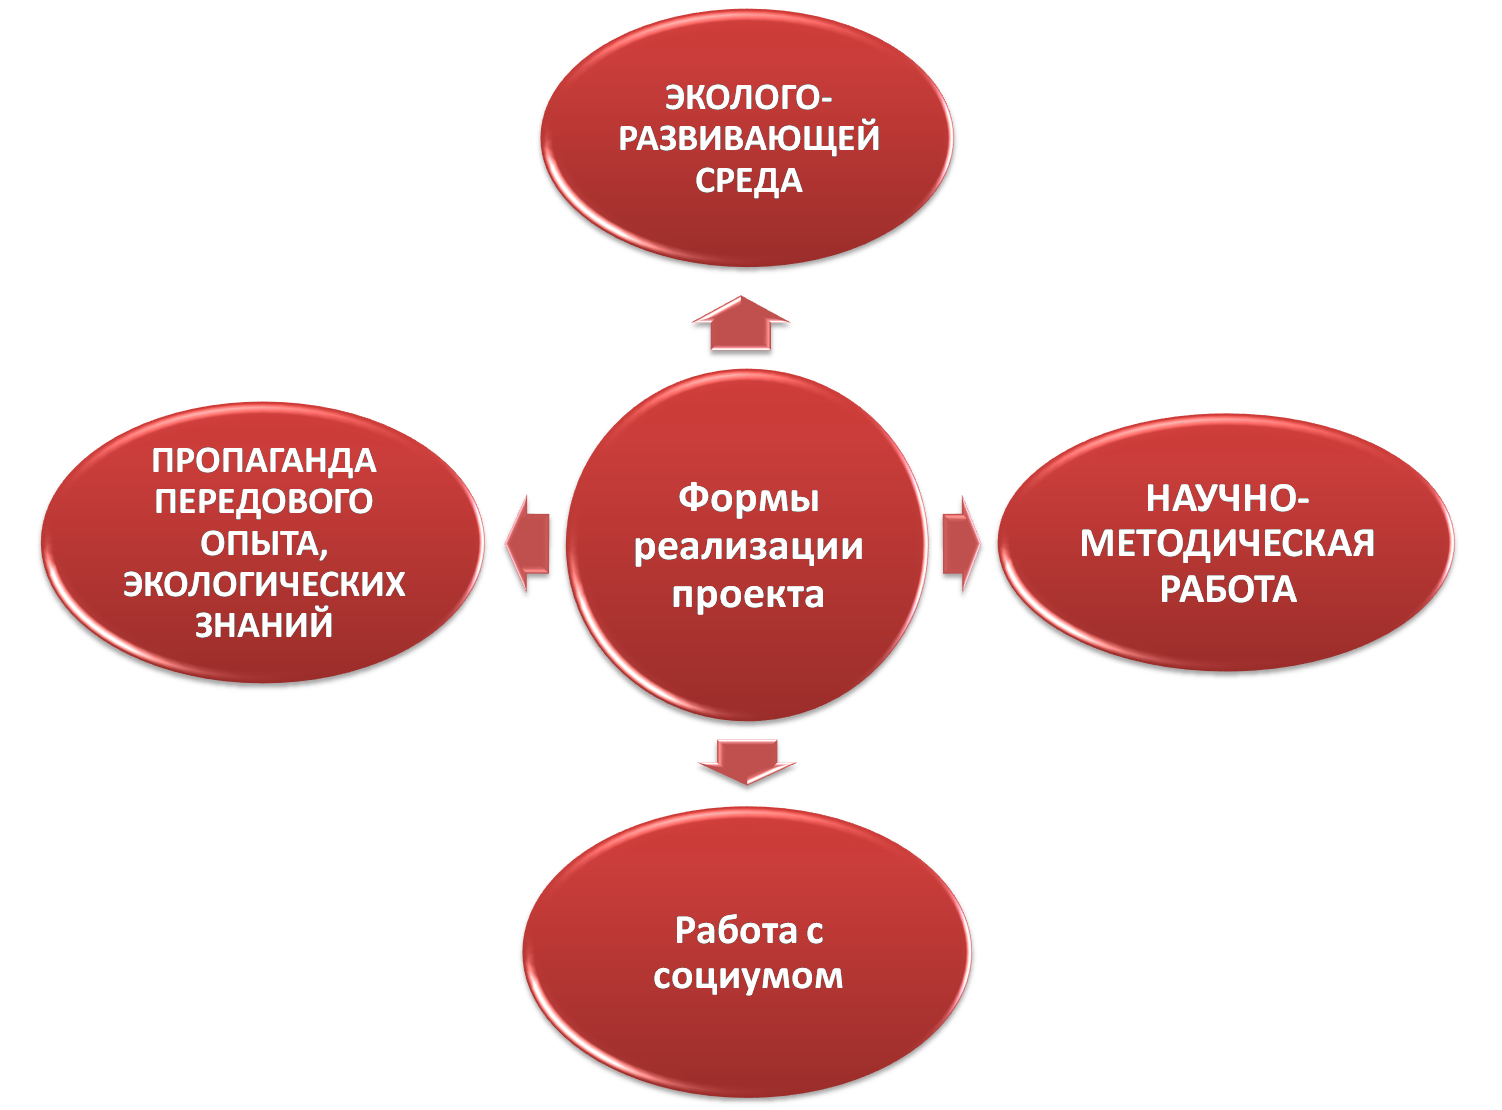 ЭКОЛОГО-
РАЗВИВАЮЩЕЙ
СРЕДА
ПРОПАГАНДА
ПЕРЕДОВОГО
ОПЫТА,
ЭКОЛОГИЧЕСКИХ
ЗНАНИЙ
Формы
реализации
проекта
НАУЧНО-
МЕТОДИЧЕСКАЯ
РАБОТА
Работа с
социумом